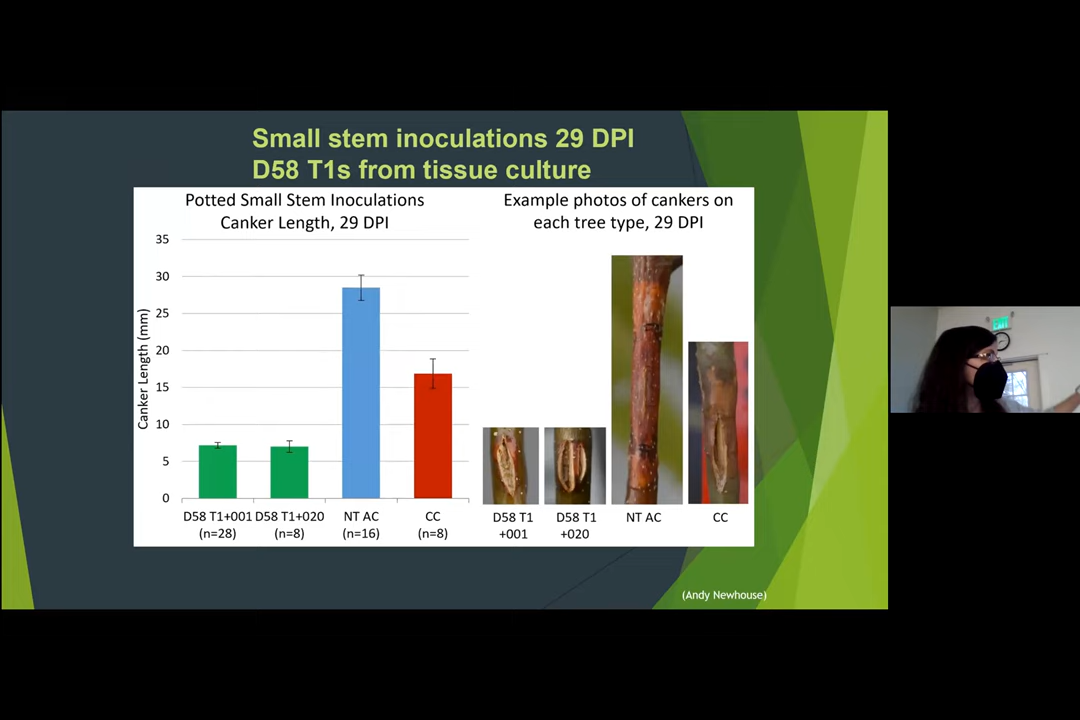 Small stem inoculations 29 DPI
D58 T1s from tissue culture
Potted Small Stem Inoculations
Canker Length, 29 DPI
35
30
25
20
15
10
5
0
Canker Length (mm)
D58 T1+001 D58 T1+020 NT AC CC
(n=28) (n=8) (n=16) (n=8)
Example photos of cankers on
each tree type, 29 DPI
D58 T1 D58 T1 NT AC CC
+001 +020
(Andy Newhouse)
EXIT